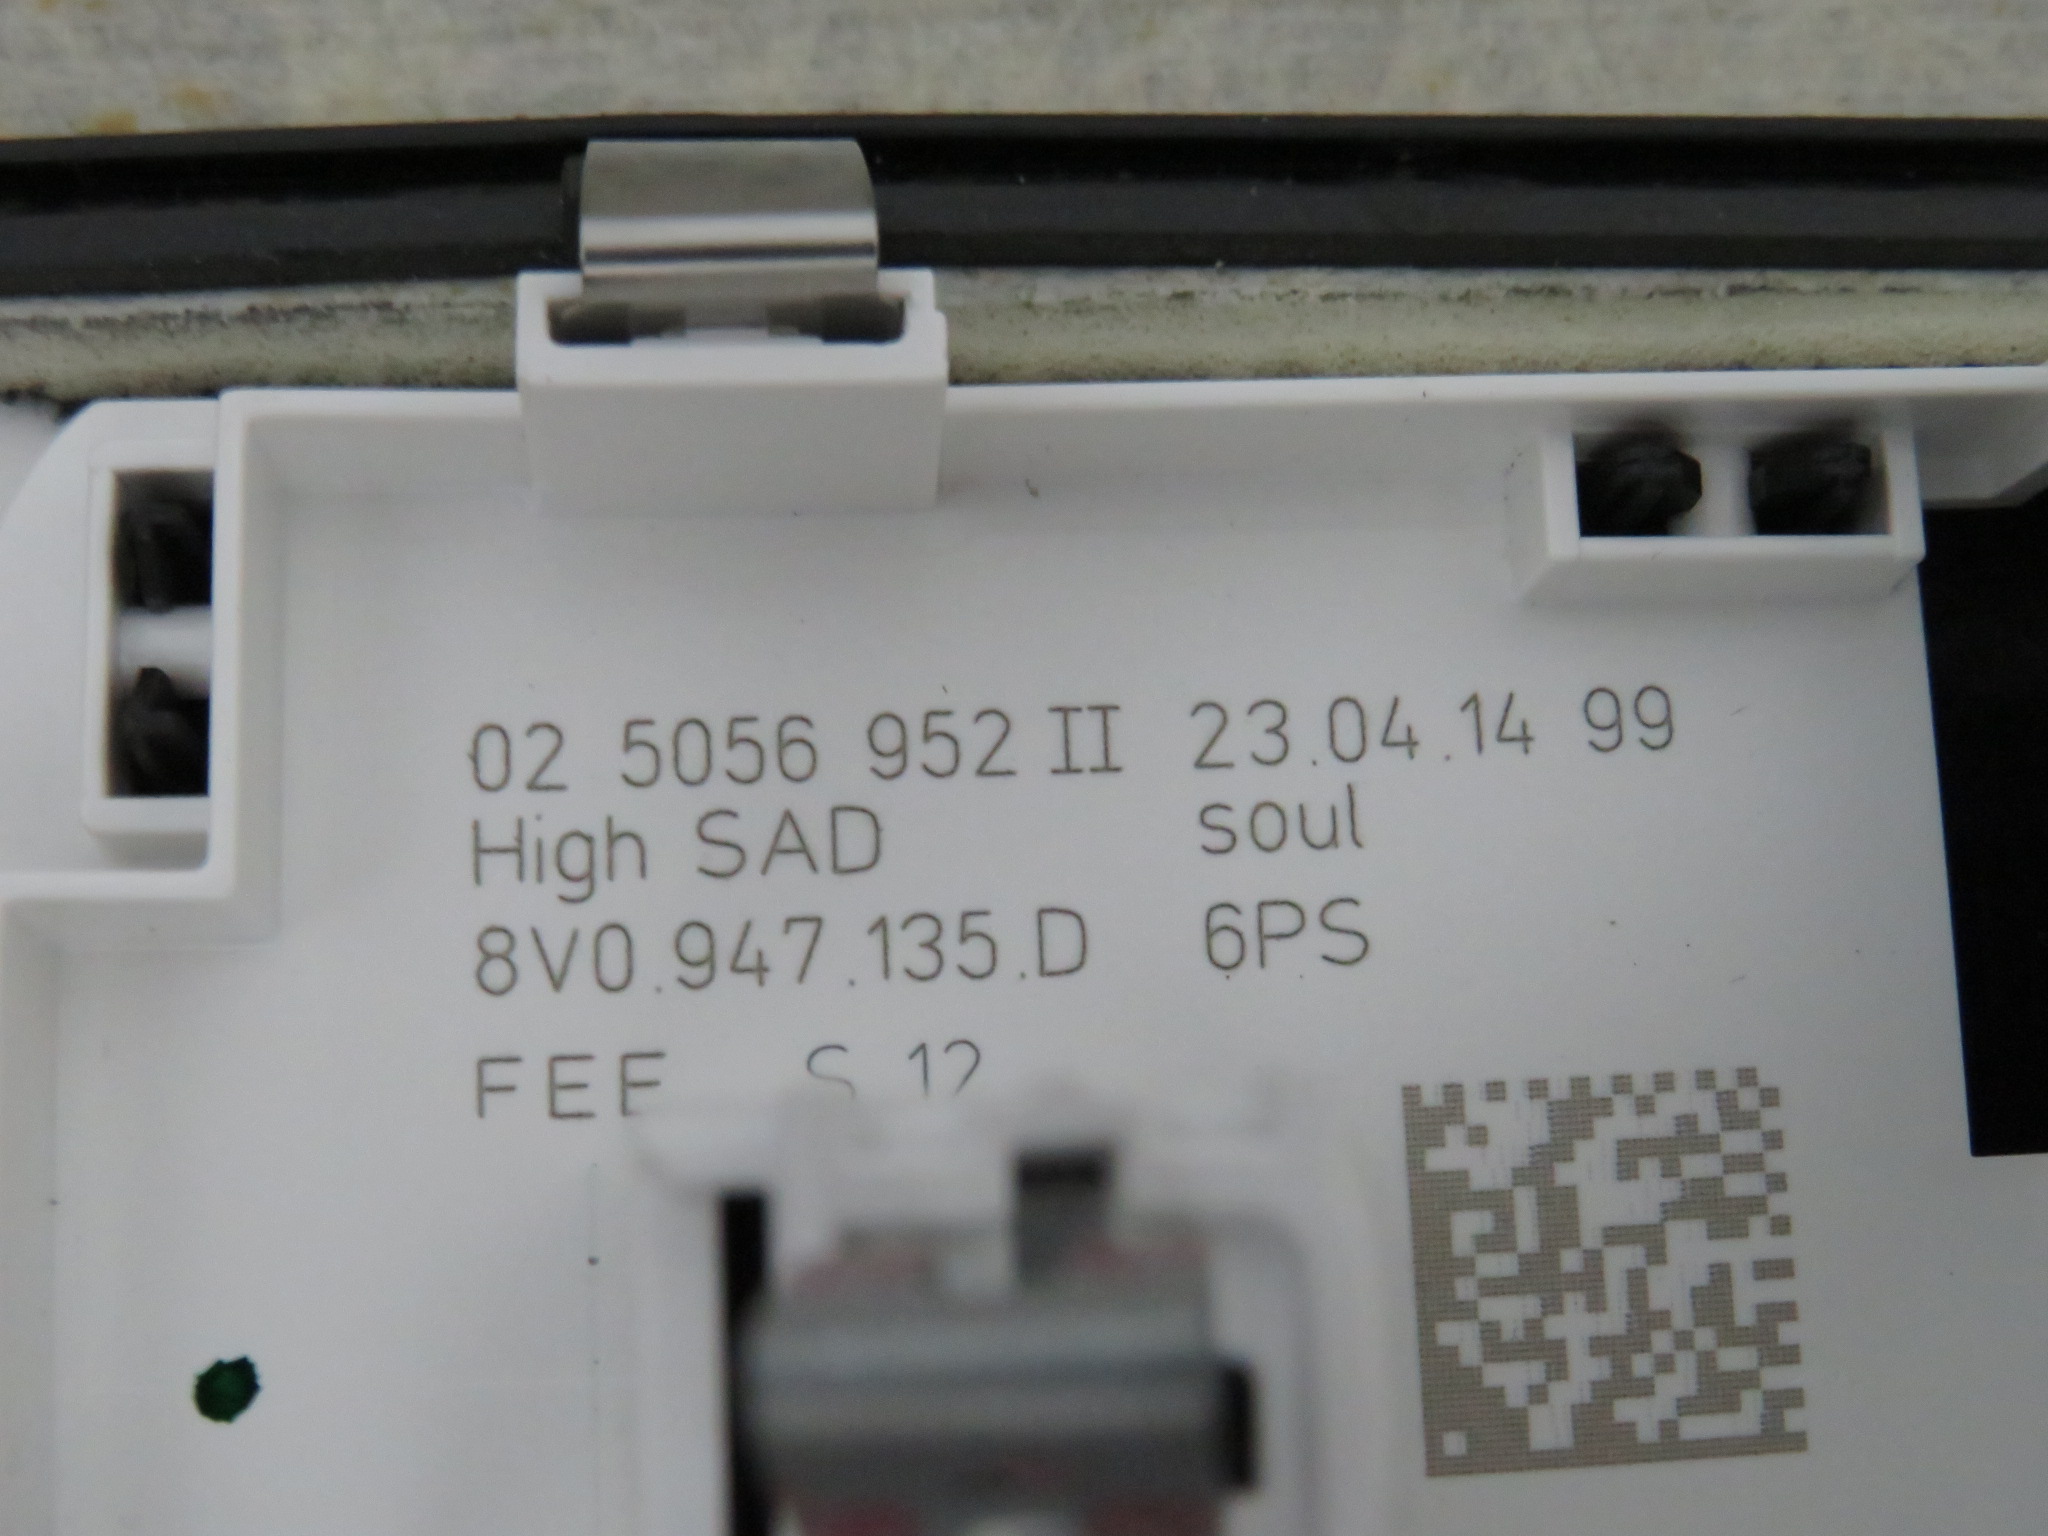 02 5056 952 II 23.04.14 99
High SAD soul
8V0.947.135.D 6PS
FEE S 12